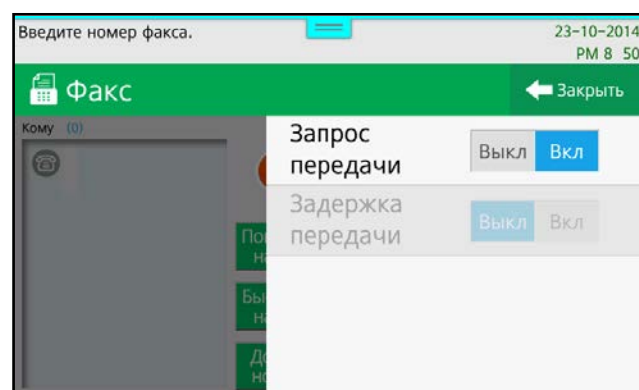 Введите номер факса.
23-10-2014
PM 8 50
Факс
Закрыть
Кому (0)
Запрос
передачи
Выкл Вкл
Задержка
передачи
Выкл Вкл